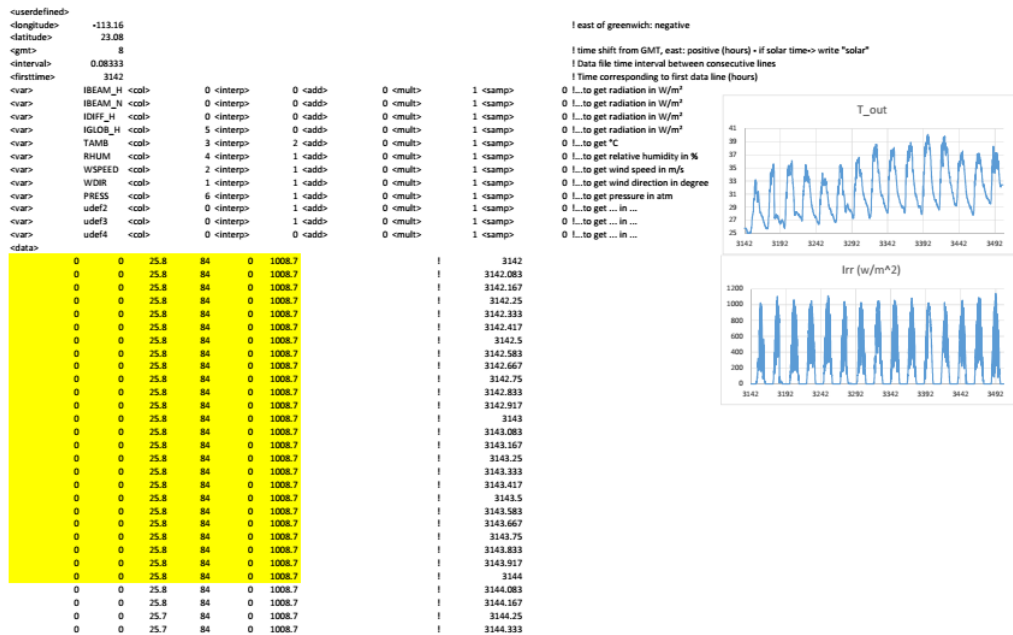 <userdefined>
<longitude> -113.16 ! east of greenwich: negative
<latitude> 23.08
<gmt> 8 ! time shift from GMT, east: positive (hours) - if solar time-> write "solar"
<interval> 0.08333 ! Data file time interval between consecutive lines
<firsttime> 3142 ! Time corresponding to first data line (hours)
<var> IBEAM_H <col> 0 <interp> 0 <add> 0 <mult> 1 <samp> 0 !...to get radiation in W/m²
<var> IBEAM_N <col> 0 <interp> 0 <add> 0 <mult> 1 <samp> 0 !...to get radiation in W/m²
<var> IDIFF_H <col> 0 <interp> 0 <add> 0 <mult> 1 <samp> 0 !...to get radiation in W/m²
<var> IGLOB_H <col> 5 <interp> 0 <add> 0 <mult> 1 <samp> 0 !...to get radiation in W/m²
<var> TAMB <col> 3 <interp> 2 <add> 0 <mult> 1 <samp> 0 !...to get °C
<var> RHUM <col> 4 <interp> 1 <add> 0 <mult> 1 <samp> 0 !...to get relative humidity in %
<var> WSPEED <col> 2 <interp> 1 <add> 0 <mult> 1 <samp> 0 !...to get wind speed in m/s
<var> WDIR <col> 1 <interp> 1 <add> 0 <mult> 1 <samp> 0 !...to get wind direction in degree
<var> PRESS <col> 6 <interp> 1 <add> 0 <mult> 1 <samp> 0 !...to get pressure in atm
<var> udef2 <col> 0 <interp> 1 <add> 0 <mult> 1 <samp> 0 !...to get ... in ...
<var> udef3 <col> 0 <interp> 1 <add> 0 <mult> 1 <samp> 0 !...to get ... in ...
<var> udef4 <col> 0 <interp> 0 <add> 0 <mult> 1 <samp> 0 !...to get ... in ...
<data>
0 0 25.8 84 0 1008.7 ! 3142
0 0 25.8 84 0 1008.7 ! 3142.083
0 0 25.8 84 0 1008.7 ! 3142.167
0 0 25.8 84 0 1008.7 ! 3142.25
0 0 25.8 84 0 1008.7 ! 3142.333
0 0 25.8 84 0 1008.7 ! 3142.417
0 0 25.8 84 0 1008.7 ! 3142.5
0 0 25.8 84 0 1008.7 ! 3142.583
0 0 25.8 84 0 1008.7 ! 3142.667
0 0 25.8 84 0 1008.7 ! 3142.75
0 0 25.8 84 0 1008.7 ! 3142.833
0 0 25.8 84 0 1008.7 ! 3142.917
0 0 25.8 84 0 1008.7 ! 3143
0 0 25.8 84 0 1008.7 ! 3143.083
0 0 25.8 84 0 1008.7 ! 3143.167
0 0 25.8 84 0 1008.7 ! 3143.25
0 0 25.8 84 0 1008.7 ! 3143.333
0 0 25.8 84 0 1008.7 ! 3143.417
0 0 25.8 84 0 1008.7 ! 3143.5
0 0 25.8 84 0 1008.7 ! 3143.583
0 0 25.8 84 0 1008.7 ! 3143.667
0 0 25.8 84 0 1008.7 ! 3143.75
0 0 25.8 84 0 1008.7 ! 3143.833
0 0 25.8 84 0 1008.7 ! 3143.917
0 0 25.8 84 0 1008.7 ! 3144
0 0 25.8 84 0 1008.7 ! 3144.083
0 0 25.8 84 0 1008.7 ! 3144.167
0 0 25.7 84 0 1008.7 ! 3144.25
0 0 25.7 84 0 1008.7 ! 3144.333
T_out
41
39
37
35
33
31
29
27
25
3142 3192 3242 3292 3342 3392 3442 3492
Irr (w/m^2)
1200
1000
800
600
400
200
0
3142 3192 3242 3292 3342 3392 3442 3492